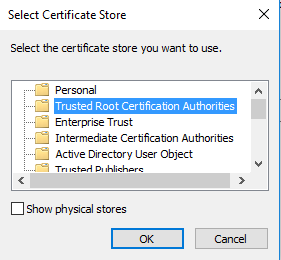 Select Certificate Store
Select the certificate store you want to use.
Personal
Trusted Root Certification Authorities
Enterprise Trust
Intermediate Certification Authorities
Active Directory User Object
Trusted Publishers
Show physical stores
OK
Cancel